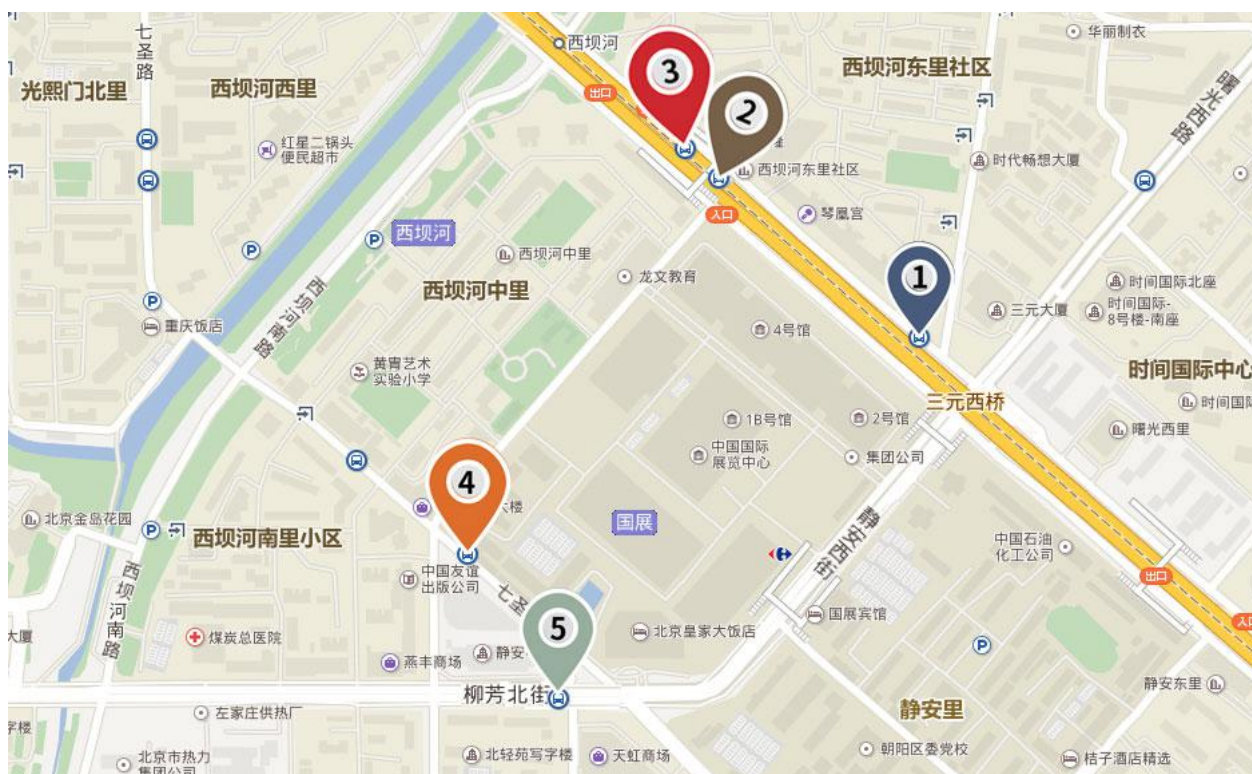 七圣路
光熙门北里
西坝河西里
红星二锅头
便民超市
西坝河
出口
3
2
西坝河东里社区
华丽制衣
曙光西路
时代畅想大厦
西坝河东里社区
入口
琴凰宫
P
P
西坝河
西坝河中里
龙文教育
1
时间国际北座
时间国际-
8号楼-南座
三元大厦
西坝河中里
4号馆
P
重庆饭店
西坝河南路
黄胄艺术
实验小学
时间国际中心
时间国际
三元西桥
1B号馆
2号馆
曙光西里
中国国际
展览中心
集团公司
4
大楼
国展
静安西街
中国石油
化工公司
北京金岛花园
P
西坝河南里小区
中国友谊
出版公司
出口
七圣
5
国展宾馆
入
西坝河南路
大厦
煤炭总医院
北京皇家大饭店
P
燕丰商场
静安
柳芳北街
静安东里
左家庄供热厂
静安里
字楼
北京市热力
集团公司
北轻苑写字楼
天虹商场
朝阳区委党校
桔子酒店精选